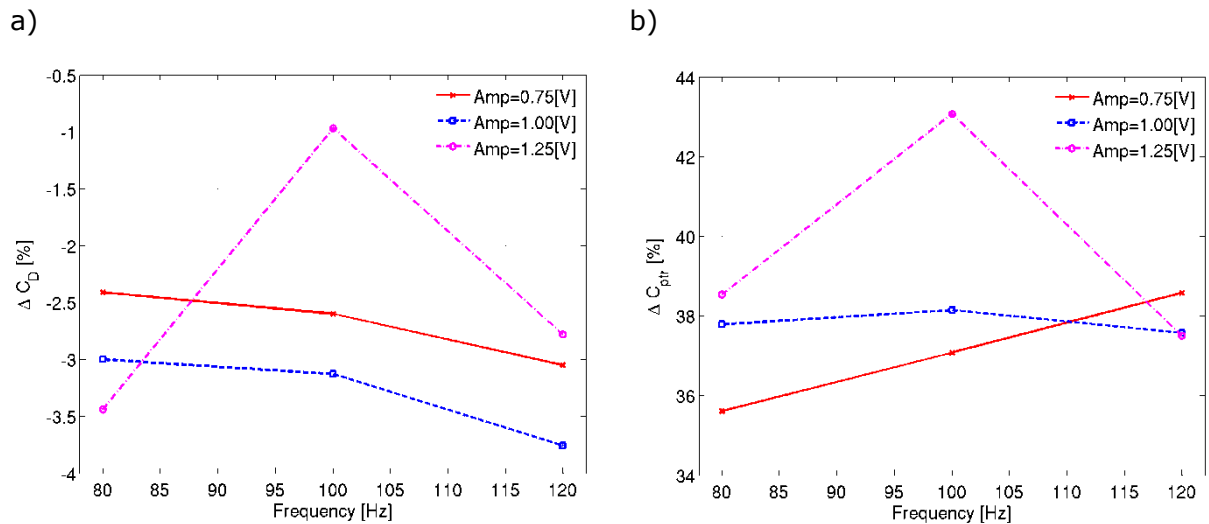 a)
-0.5
-1
-1.5
-2
-2.5
-3
-3.5
-4
Δ C_D [%]
80 85 90 95 100 105 110 115 120
Frequency [Hz]
Amp=0.75[V]
Amp=1.00[V]
Amp=1.25[V]
b)
44
42
40
38
36
34
Δ C_ptr [%]
80 85 90 95 100 105 110 115 120
Frequency [Hz]
Amp=0.75[V]
Amp=1.00[V]
Amp=1.25[V]